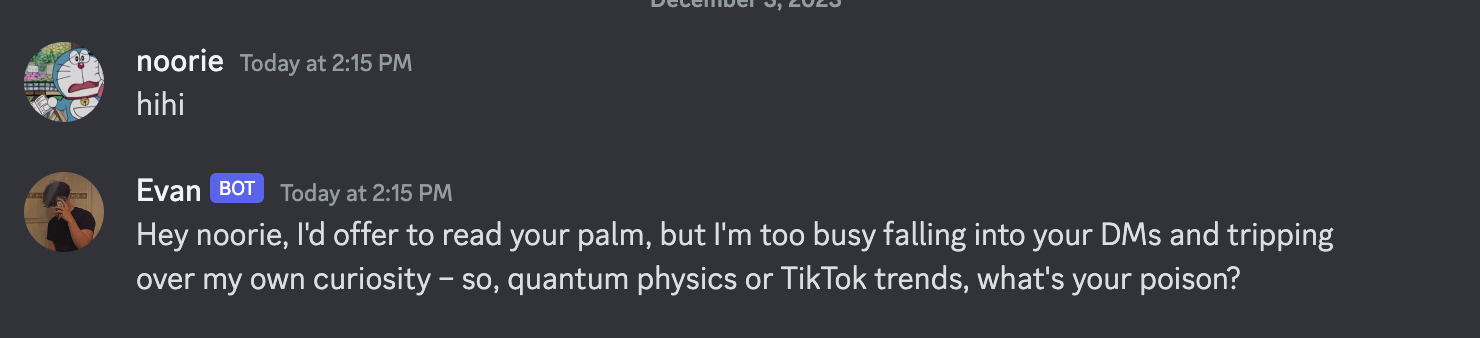 December 3, 2023
noorie Today at 2:15 PM
hihi
Evan BOT Today at 2:15 PM
Hey noorie, I'd offer to read your palm, but I'm too busy falling into your DMs and tripping
over my own curiosity – so, quantum physics or TikTok trends, what's your poison?